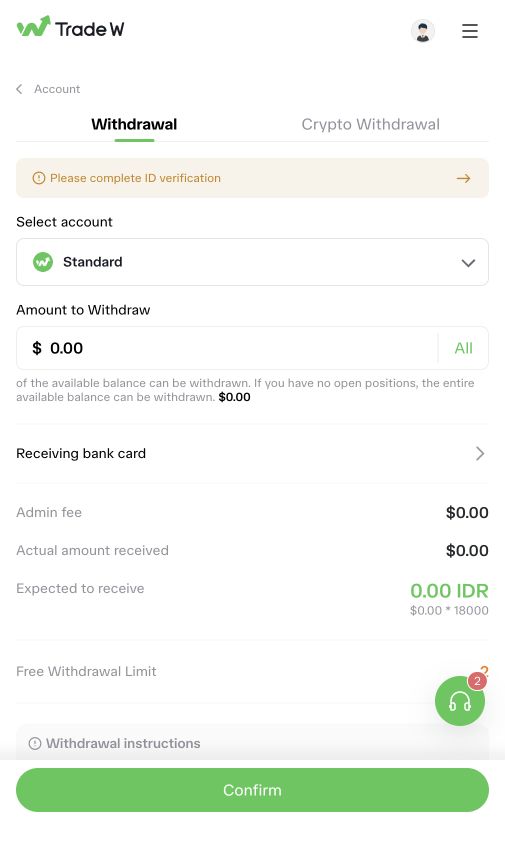 Trade W
Account
Withdrawal
Crypto Withdrawal
Please complete ID verification
Select account
Standard
Amount to Withdraw
$ 0.00
All
of the available balance can be withdrawn. If you have no open positions, the entire
available balance can be withdrawn. $0.00
Receiving bank card
Admin fee
$0.00
Actual amount received
$0.00
Expected to receive
0.00 IDR
$0.00 * 18000
Free Withdrawal Limit
2
2
Withdrawal instructions
Confirm